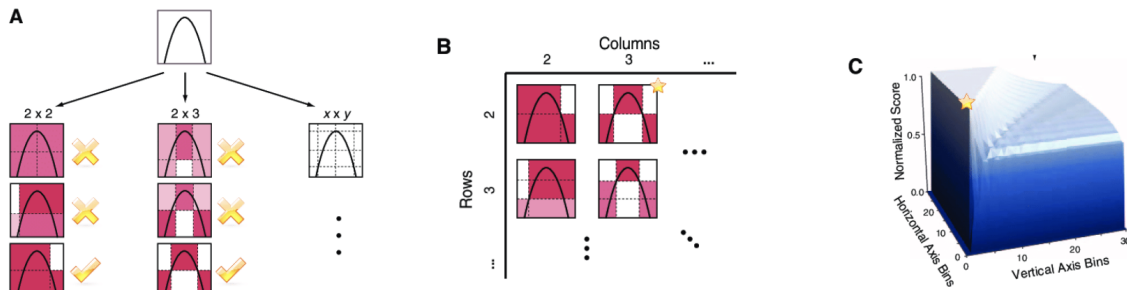 A
2 x 2
2 x 3
x x y
B
Columns
2
3
...
Rows
2
3
...
C
Normalized Score
1.0
0.5
0.0
Horizontal Axis Bins
20
10
0
Vertical Axis Bins
0
10
20
30